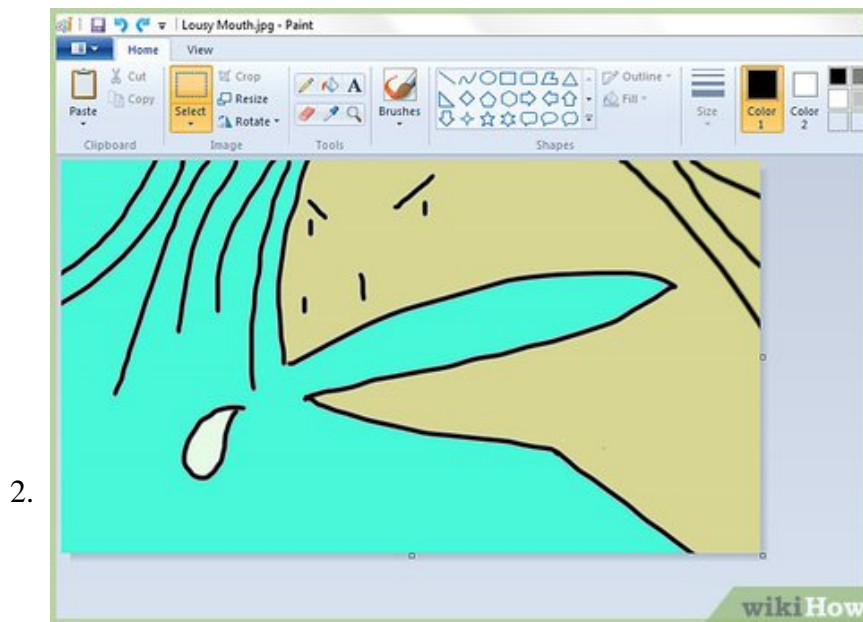 Lousy Mouth.jpg - Paint
Home View
Paste
Cut
Copy
Clipboard
Select
Crop
Resize
Rotate
Image
A
Tools
Brushes
Shapes
Outline
Fill
Size
Color 1
Color 2
2.
wikiHow